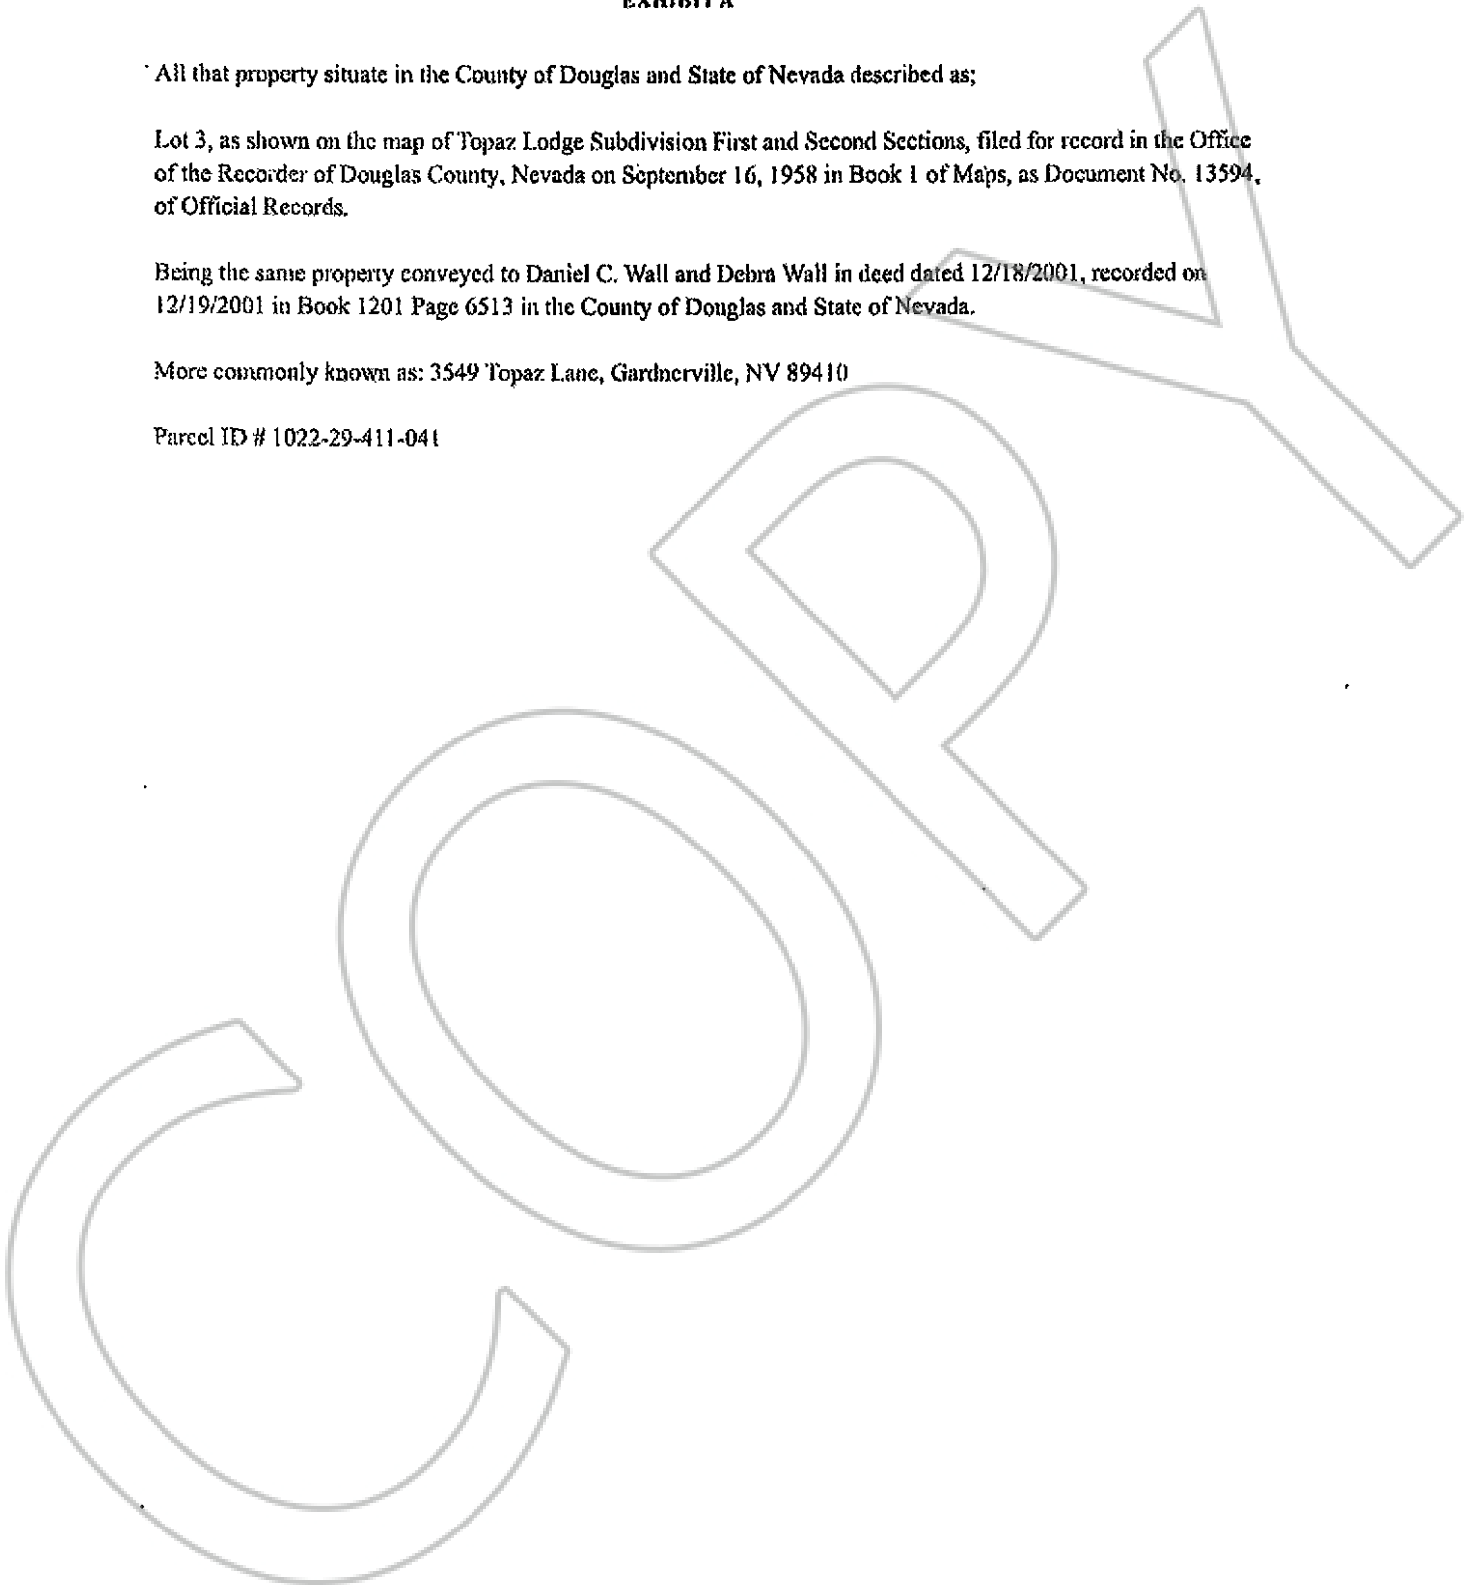 EXHIBIT A
All that property situate in the County of Douglas and State of Nevada described as;
Lot 3, as shown on the map of Topaz Lodge Subdivision First and Second Sections, filed for record in the Office
of the Recorder of Douglas County, Nevada on September 16, 1958 in Book 1 of Maps, as Document No. 13594,
of Official Records.
Being the same property conveyed to Daniel C. Wall and Debra Wall in deed dated 12/18/2001, recorded on
12/19/2001 in Book 1201 Page 6513 in the County of Douglas and State of Nevada.
More commonly known as: 3549 Topaz Lane, Gardnerville, NV 89410
Parcel ID # 1022-29-411-041
COPY